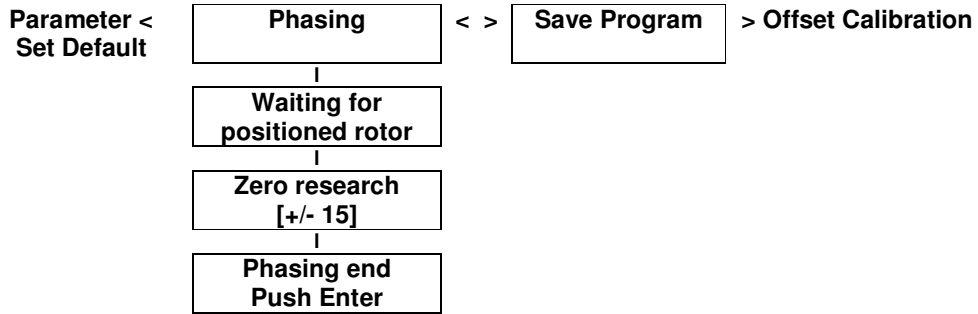 Parameter < Phasing < > Save Program > Offset Calibration
Set Default
I
Waiting for
positioned rotor
I
Zero research
[+/- 15]
I
Phasing end
Push Enter